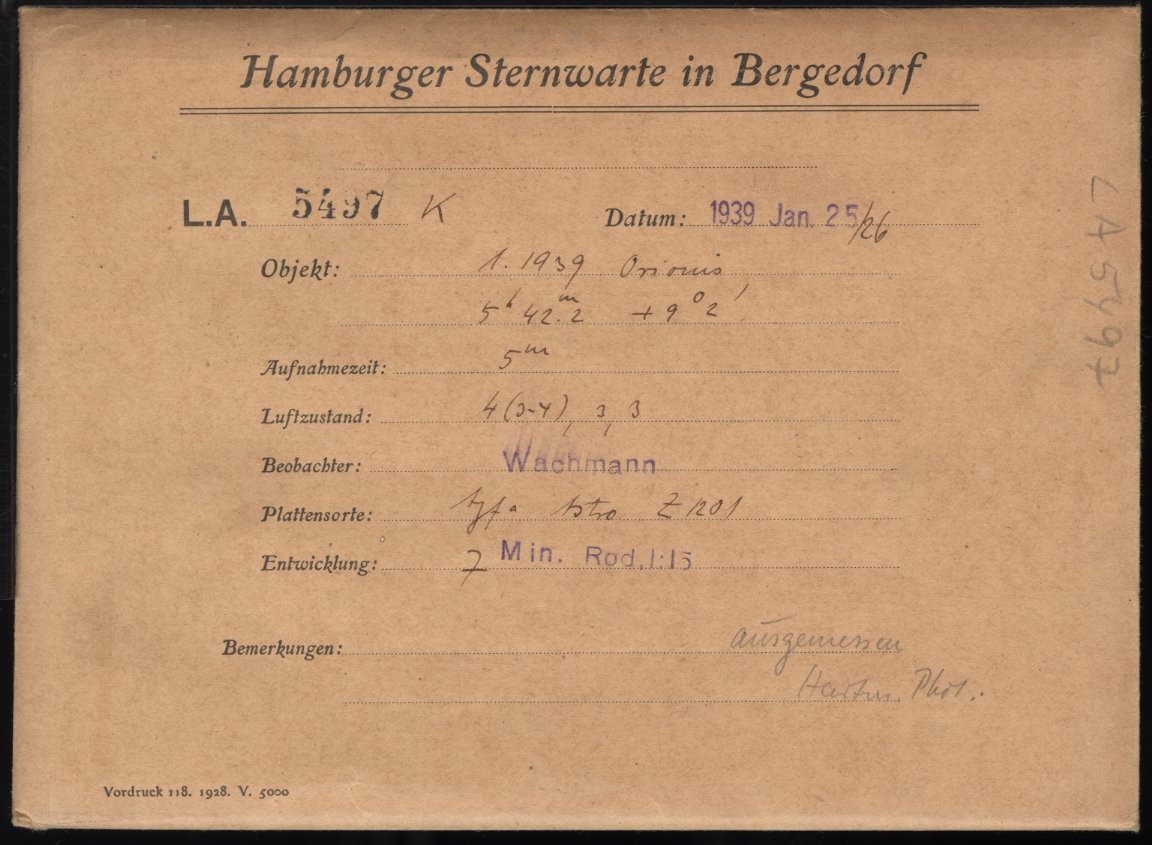 Hamburger Sternwarte in Bergedorf
L.A. 5497 K Datum: 1939 Jan. 25/26
Objekt: 1.1939 Orionis
5h 42.m2 +9° 2'
Aufnahmezeit: 5m
Luftzustand: 4(3-4), 3, 3
Beobachter: Wachmann
Plattensorte: Agfa Astro Z 1201
Entwicklung: 7 Min. Rod. 1:15
Bemerkungen: ausgemessen
Hartm. Phot.
Vordruck 118. 1928. V. 5000
LA 5497